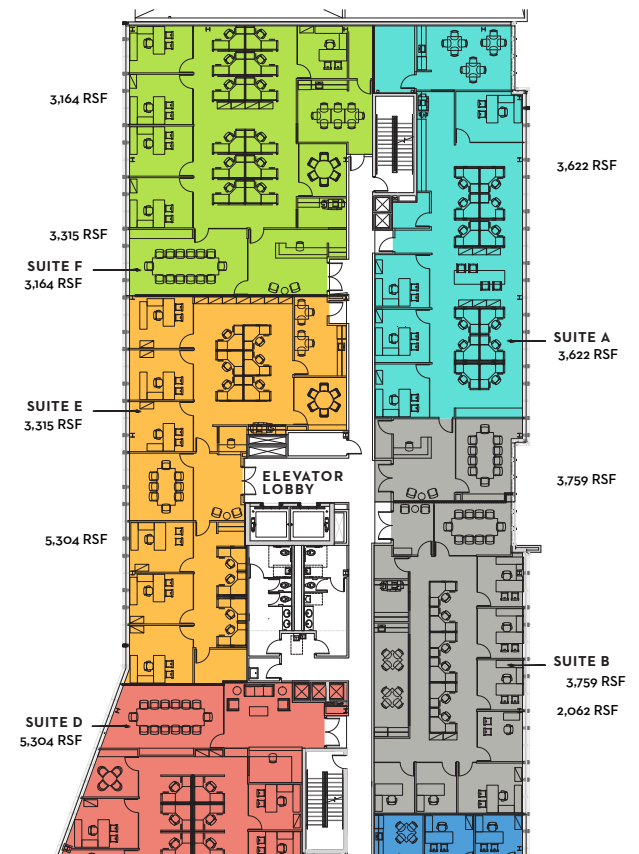 3,164 RSF
3,622 RSF
3,315 RSF
SUITE F
3,164 RSF
SUITE A
3,622 RSF
SUITE E
3,315 RSF
ELEVATOR
LOBBY
3,759 RSF
5,304 RSF
SUITE B
3,759 RSF
2,062 RSF
SUITE D
5,304 RSF